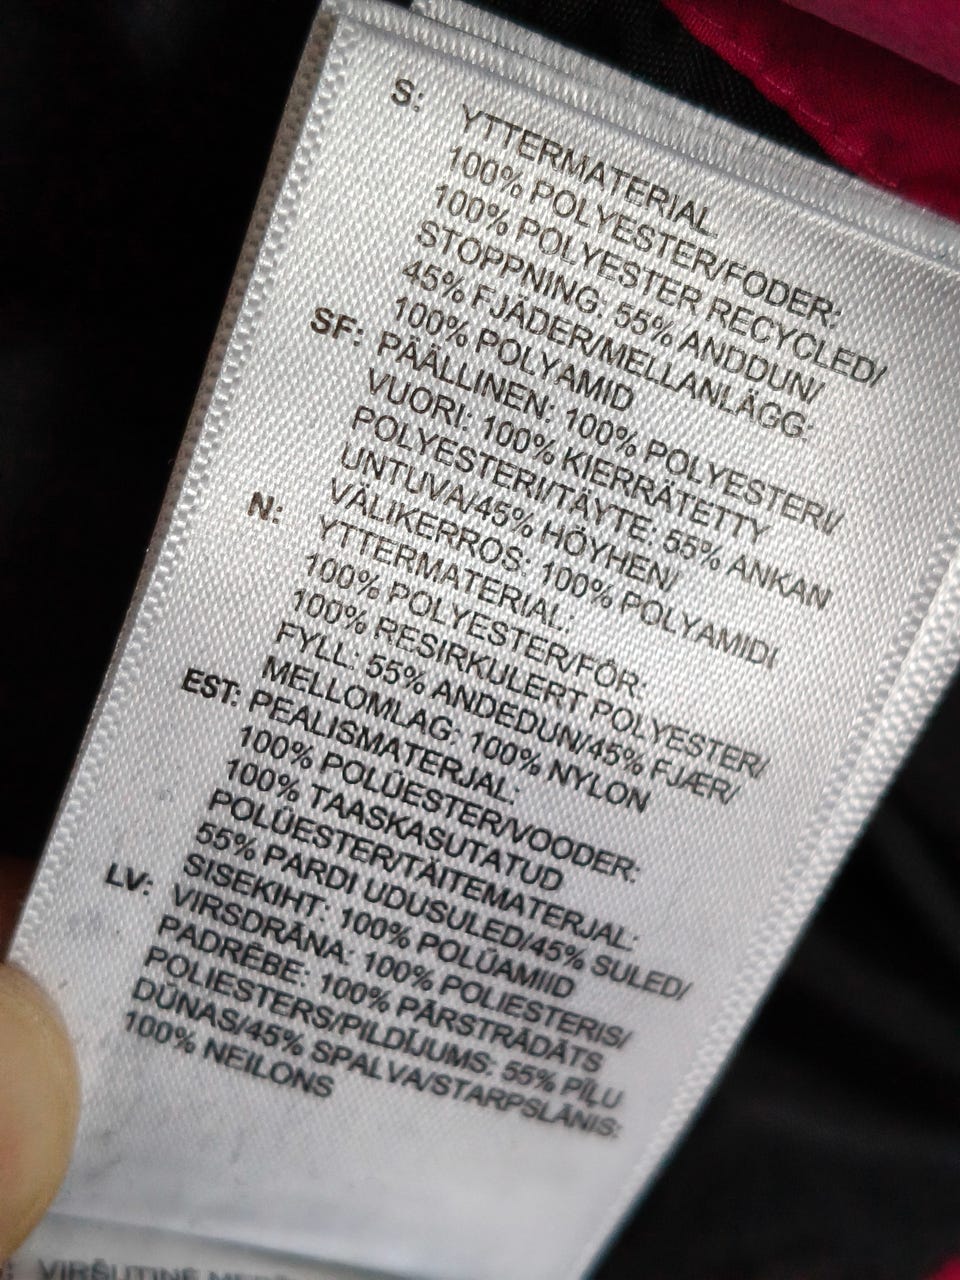 S: YTTERMATERIAL
100% POLYESTER/FODER:
100% POLYESTER RECYCLED/
STOPPNING: 55% ANDDUN/
45% FJÄDER/MELLANLÄGG:
100% POLYAMID
SF: PÄÄLLINEN: 100% POLYESTERI/
VUORI: 100% KIERRÄTETTY
POLYESTERI/TÄYTE: 55% ANKAN
UNTUVA/45% HÖYHEN/
VÄLIKERROS: 100% POLYAMIDI
N: YTTERMATERIAL:
100% POLYESTER/FÔR:
100% RESIRKULERT POLYESTER/
FYLL: 55% ANDEDUN/45% FJÆR/
MELLOMLAG: 100% NYLON
EST: PEALISMATERJAL:
100% POLÜESTER/VOODER:
100% TAASKASUTATUD
POLÜESTER/TÄITEMATERJAL:
55% PARDI UDUSULED/45% SULED/
SISEKIHT: 100% POLÜAMIID
LV: VIRSDRĀNA: 100% POLIESTERIS/
PADRĒBE: 100% PĀRSTRĀDĀTS
POLIESTERS/PILDĪJUMS: 55% PĪĻU
DŪNAS/45% SPALVA/STARPSLĀNIS:
100% NEILONS
VIRŠUTINĖ